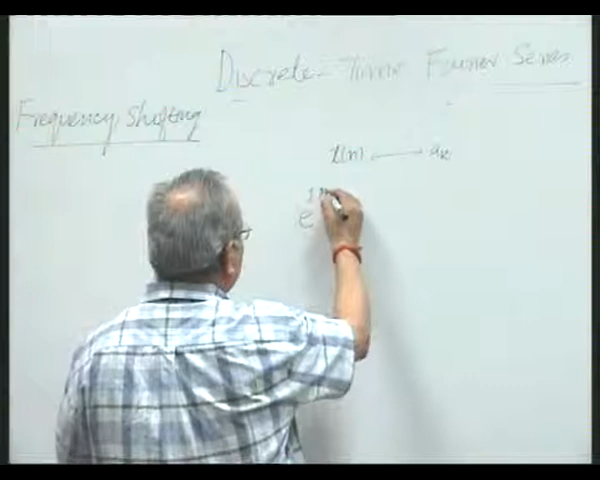 Discrete-Time Fourier Series
Frequency Shifting
x(n) —— aₖ
e^j